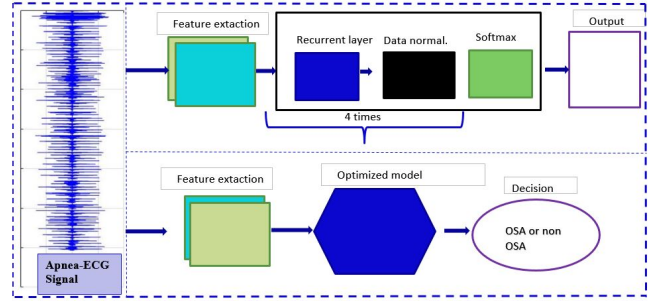 Feature extaction
Output
Recurrent layer
Data normal.
Softmax
4 times
Feature extaction
Optimized model
Decision
OSA or non
OSA
Apnea-ECG
Signal